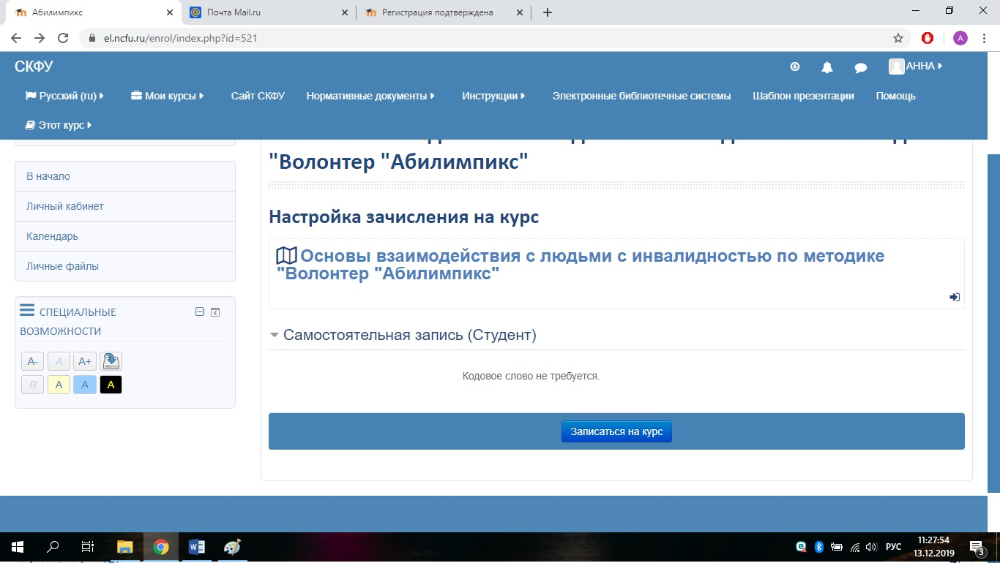 Абилимпикс
Почта Mail.ru
Регистрация подтверждена
el.ncfu.ru/enrol/index.php?id=521
A
СКФУ
АННА
Русский (ru)
Мои курсы
Сайт СКФУ
Нормативные документы
Инструкции
Электронные библиотечные системы
Шаблон презентации
Помощь
Этот курс
"Волонтер "Абилимпикс"
В начало
Личный кабинет
Календарь
Личные файлы
СПЕЦИАЛЬНЫЕ
ВОЗМОЖНОСТИ
A- A A+
R A A A
Настройка зачисления на курс
Основы взаимодействия с людьми с инвалидностью по методике
"Волонтер "Абилимпикс"
Самостоятельная запись (Студент)
Кодовое слово не требуется.
Записаться на курс
РУС
11:27:54
13.12.2019
3